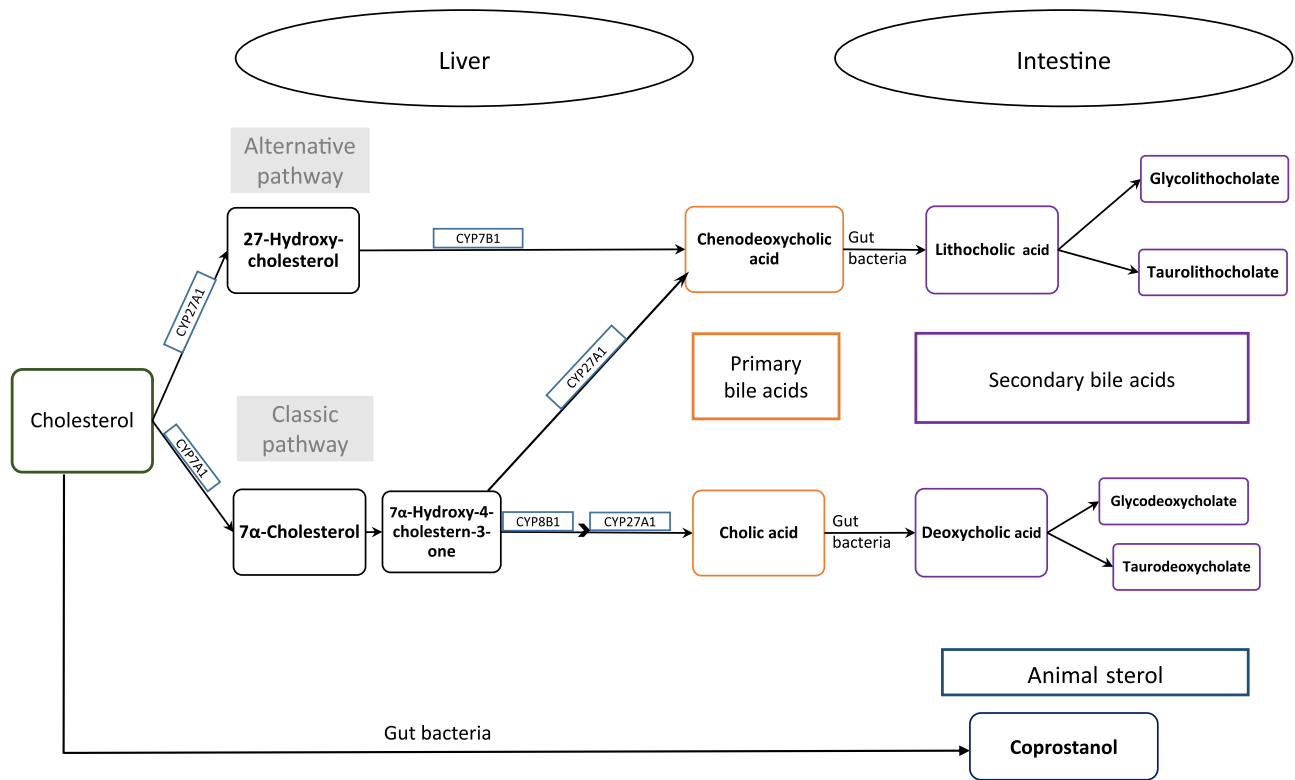 Liver
Intestine
Alternative
pathway
27-Hydroxy-
cholesterol
CYP7B1
Chenodeoxycholic
acid
Gut
bacteria
Lithocholic acid
Glycolithocholate
Taurolithocholate
CYP27A1
CYP27A1
Primary
bile acids
Secondary bile acids
Cholesterol
Classic
pathway
CYP7A1
7α-Cholesterol
7α-Hydroxy-4-
cholestern-3-
one
CYP8B1
CYP27A1
Cholic acid
Gut
bacteria
Deoxycholic acid
Glycodeoxycholate
Taurodeoxycholate
Animal sterol
Gut bacteria
Coprostanol